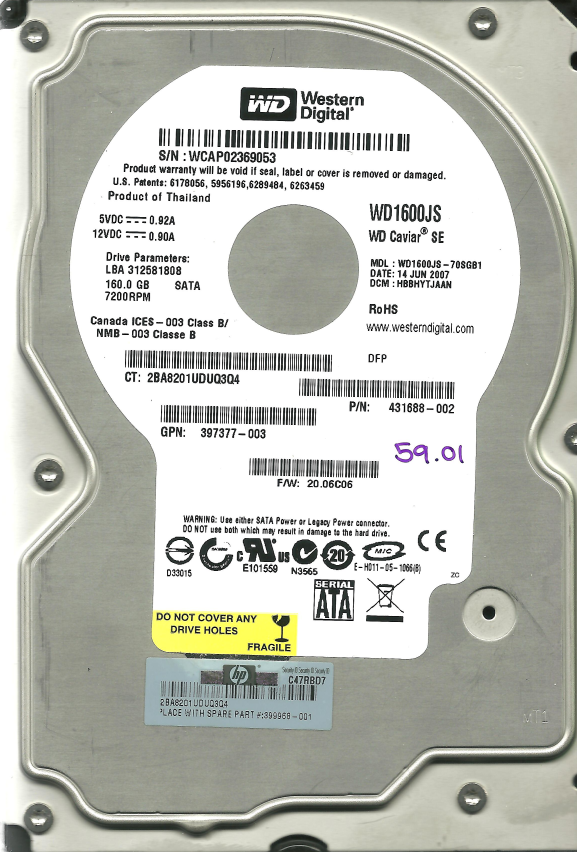 WD Western Digital®
S/N : WCAP02369053
Product warranty will be void if seal, label or cover is removed or damaged.
U.S. Patents: 6178056, 5956196,6289484, 6263459
Product of Thailand
5VDC 0.92A
12VDC 0.90A
WD1600JS
WD Caviar® SE
Drive Parameters:
LBA 312581808
160.0 GB SATA
7200RPM
MDL : WD1600JS-70SGB1
DATE: 14 JUN 2007
DCM : HBBHYTJAAN
Canada ICES-003 Class B/
NMB-003 Classe B
RoHS
www.westerndigital.com
DFP
CT: 2BA8201UDUQ3Q4
P/N: 431688-002
GPN: 397377-003
59.01
F/W: 20.06C06
WARNING: Use either SATA Power or Legacy Power connector.
DO NOT use both which may result in damage to the hard drive.
D33015
c RU us
E101559
N3565
20
MIC
E-H011-05-1066(B)
CE
ZC
SERIAL
ATA
DO NOT COVER ANY
DRIVE HOLES
FRAGILE
hp
C47RBD7
2BA8201UDUQ3Q4
PLACE WITH SPARE PART #:399968-001
MT1